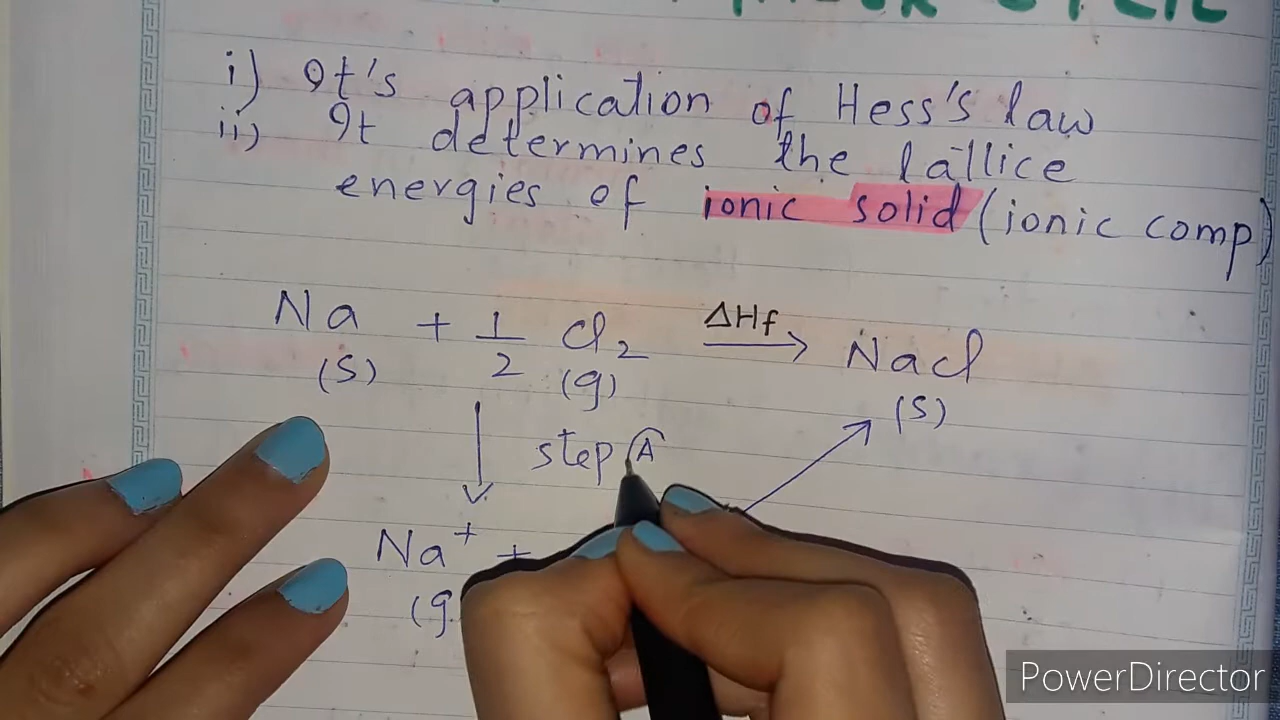 i) It's application of Hess's law
ii) It determines the lattice
energies of ionic solid (ionic comp)
Na + 1/2 Cl2 ΔHf → NaCl
(s) (g) (s)
↓ step A
Na+ +
(g
PowerDirector